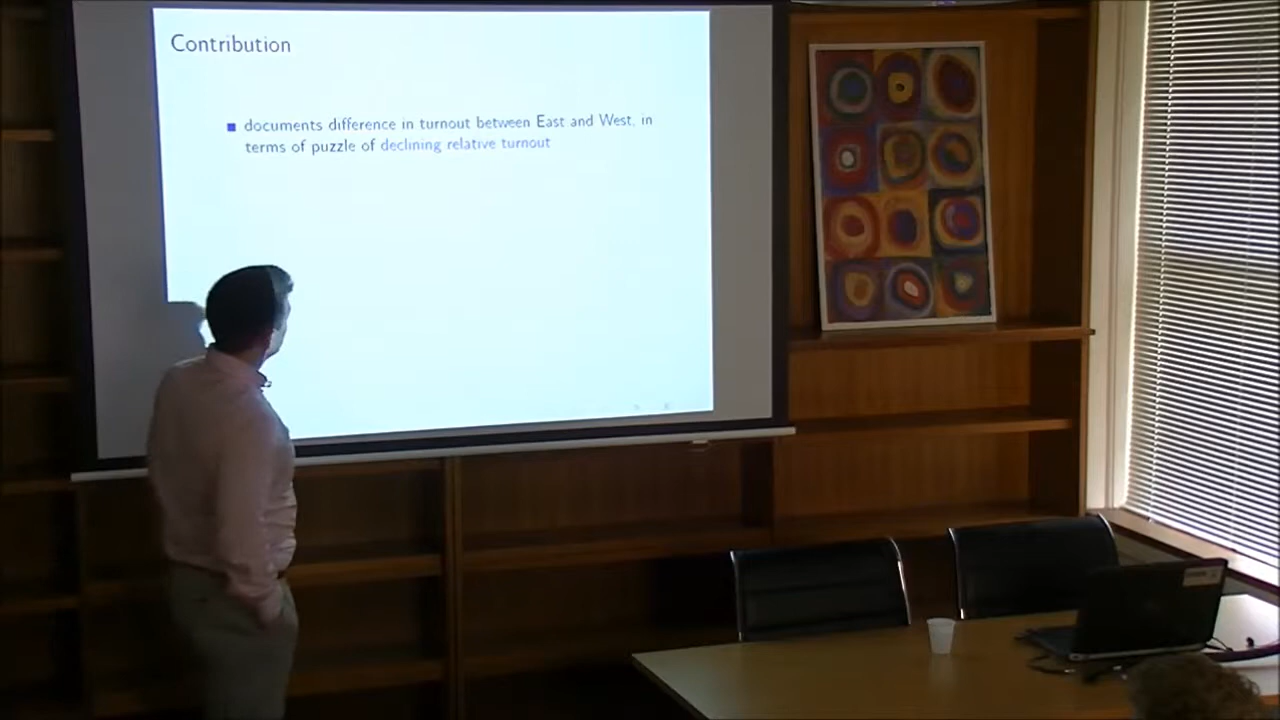 Contribution
documents difference in turnout between East and West, in
terms of puzzle of declining relative turnout